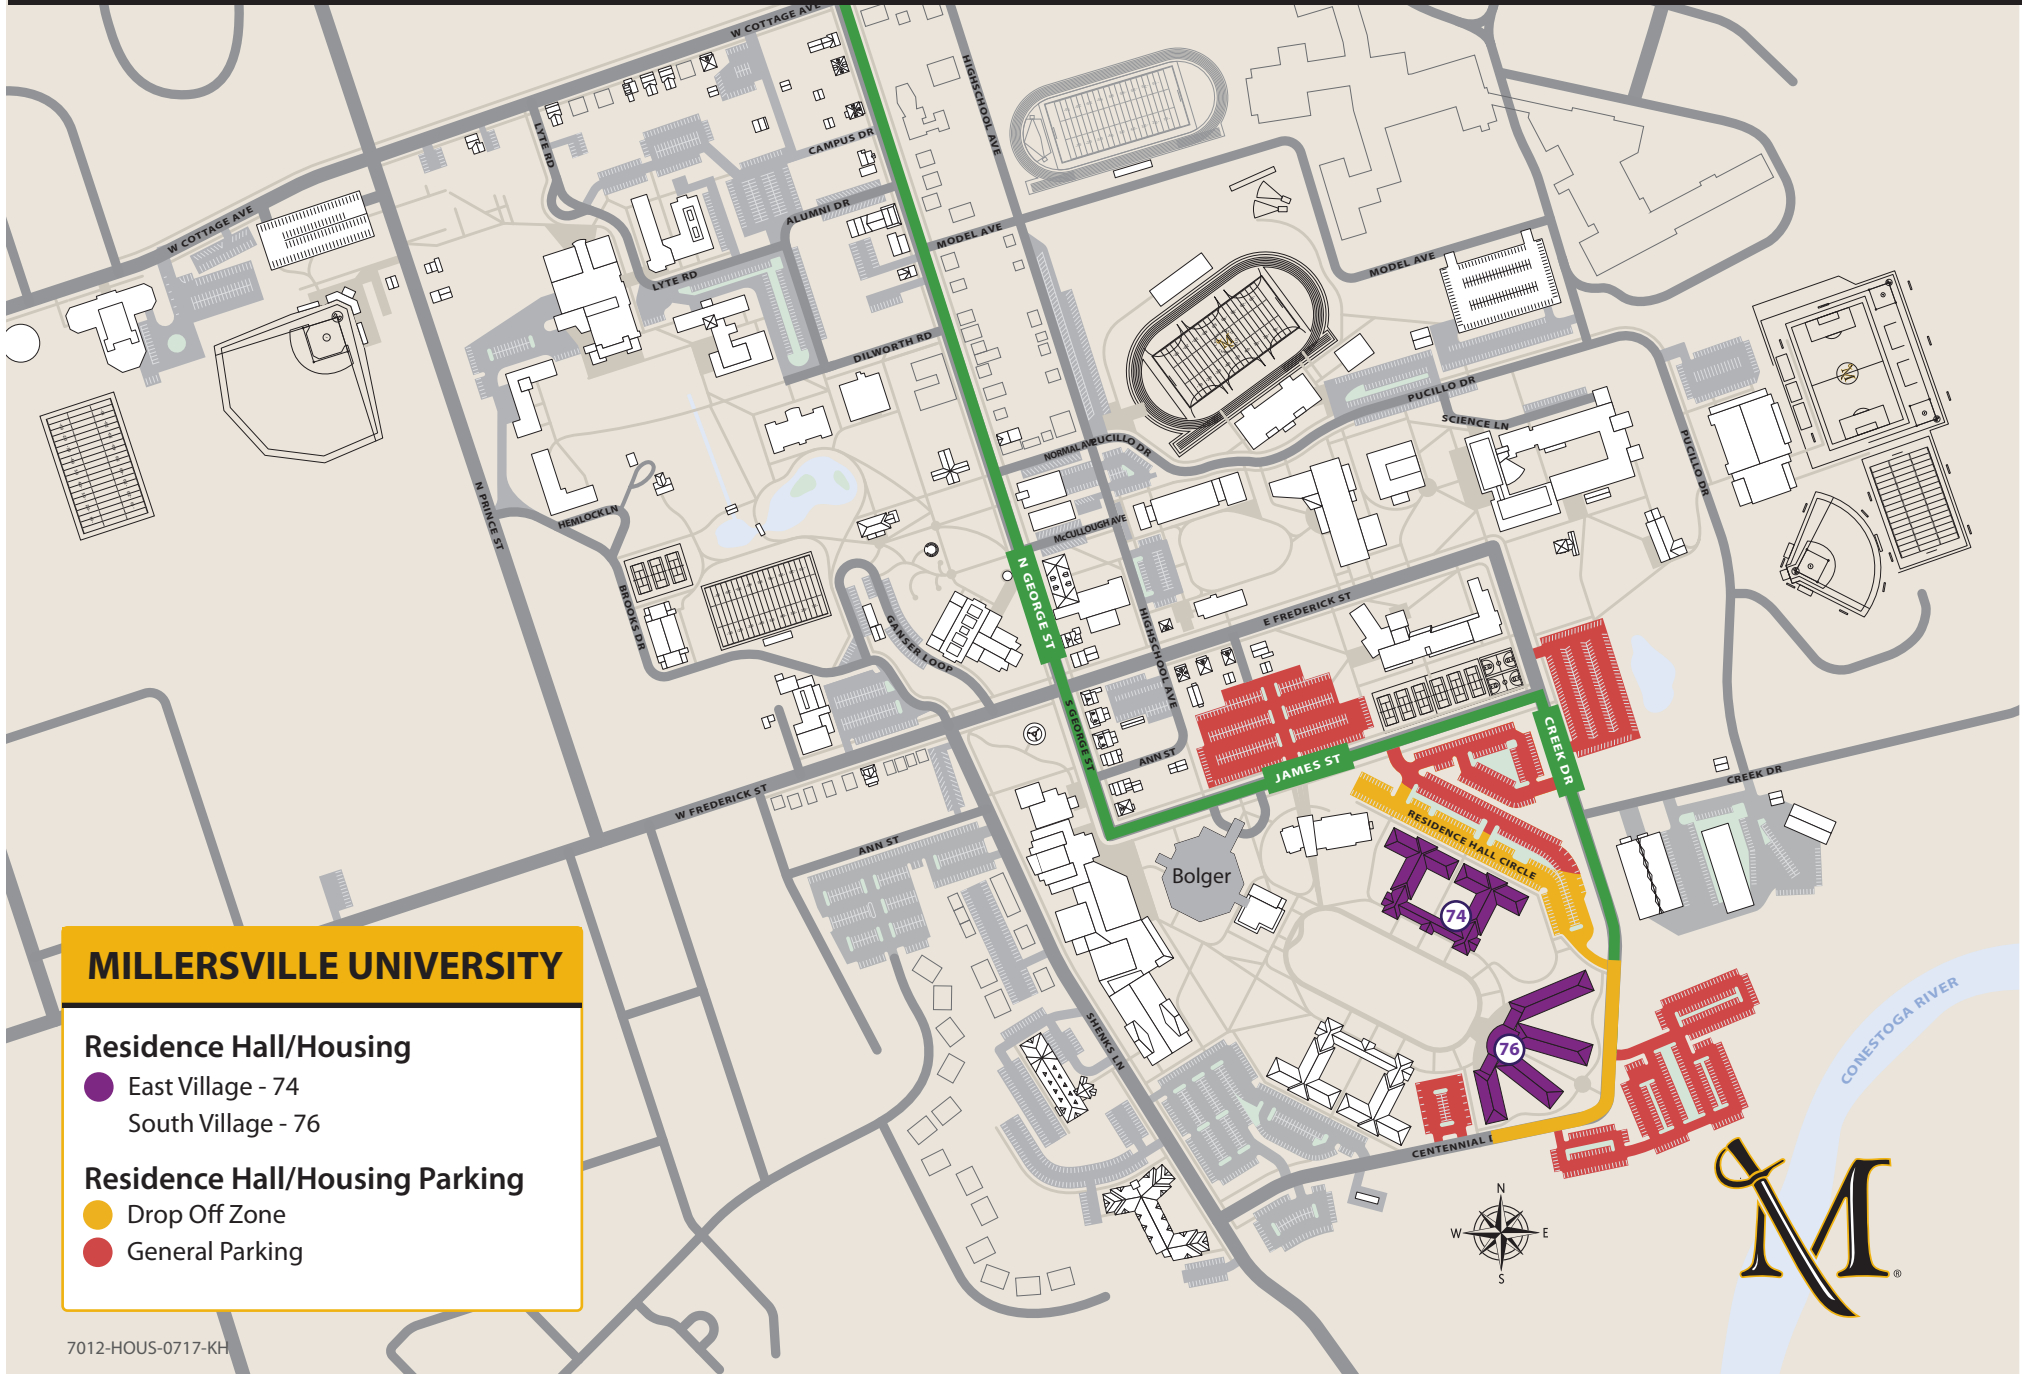 W COTTAGE AVE
HIGHSCHOOL AVE
LYTE RD
CAMPUS DR
W COTTAGE AVE
ALUMNI DR
MODEL AVE
MODEL AVE
LYTE RD
M
DILWORTH RD
M
PUCILLO DR
SCIENCE LN
NORMAL AVE
PUCILLO DR
PUCILLO DR
N PRINCE ST
HEMLOCK LN
McCULLOUGH AVE
N GEORGE ST
BROOKS DR
GANSER LOOP
HIGHSCHOOL AVE
E FREDERICK ST
S GEORGE ST
ANN ST
JAMES ST
CREEK DR
CREEK DR
W FREDERICK ST
ANN ST
RESIDENCE HALL CIRCLE
Bolger
74
76
SHENKS LN
CENTENNIAL D
CONESTOGA RIVER
MILLERSVILLE UNIVERSITY
Residence Hall/Housing
East Village - 74
South Village - 76
Residence Hall/Housing Parking
Drop Off Zone
General Parking
N
W E
S
M®
7012-HOUS-0717-KH